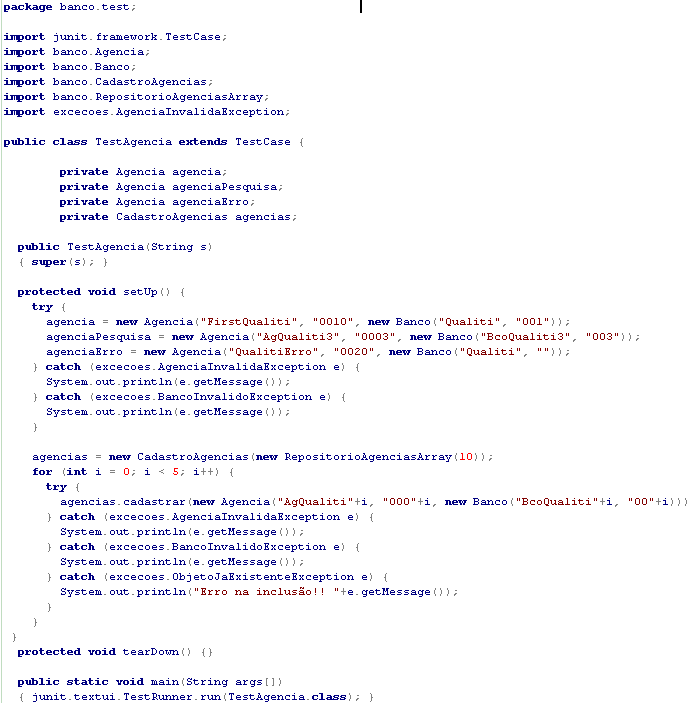 package banco.test;
import junit.framework.TestCase;
import banco.Agencia;
import banco.Banco;
import banco.CadastroAgencias;
import banco.RepositorioAgenciasArray;
import excecoes.AgenciaInvalidaException;
public class TestAgencia extends TestCase {
private Agencia agencia;
private Agencia agenciaPesquisa;
private Agencia agenciaErro;
private CadastroAgencias agencias;
public TestAgencia(String s)
{ super(s); }
protected void setUp() {
try {
agencia = new Agencia("FirstQualiti", "0010", new Banco("Qualiti", "001"));
agenciaPesquisa = new Agencia("AgQualiti3", "0003", new Banco("BcoQualiti3", "003"));
agenciaErro = new Agencia("QualitiErro", "0020", new Banco("Qualiti", ""));
} catch (excecoes.AgenciaInvalidaException e) {
System.out.println(e.getMessage());
} catch (excecoes.BancoInvalidoException e) {
System.out.println(e.getMessage());
}
agencias = new CadastroAgencias(new RepositorioAgenciasArray(10));
for (int i = 0; i < 5; i++) {
try {
agencias.cadastrar(new Agencia("AgQualiti"+i, "000"+i, new Banco("BcoQualiti"+i, "00"+i)))
} catch (excecoes.AgenciaInvalidaException e) {
System.out.println(e.getMessage());
} catch (excecoes.BancoInvalidoException e) {
System.out.println(e.getMessage());
} catch (excecoes.ObjetoJaExistenteException e) {
System.out.println("Erro na inclusão!! "+e.getMessage());
}
}
}
protected void tearDown() {}
public static void main(String args[])
{ junit.textui.TestRunner.run(TestAgencia.class); }